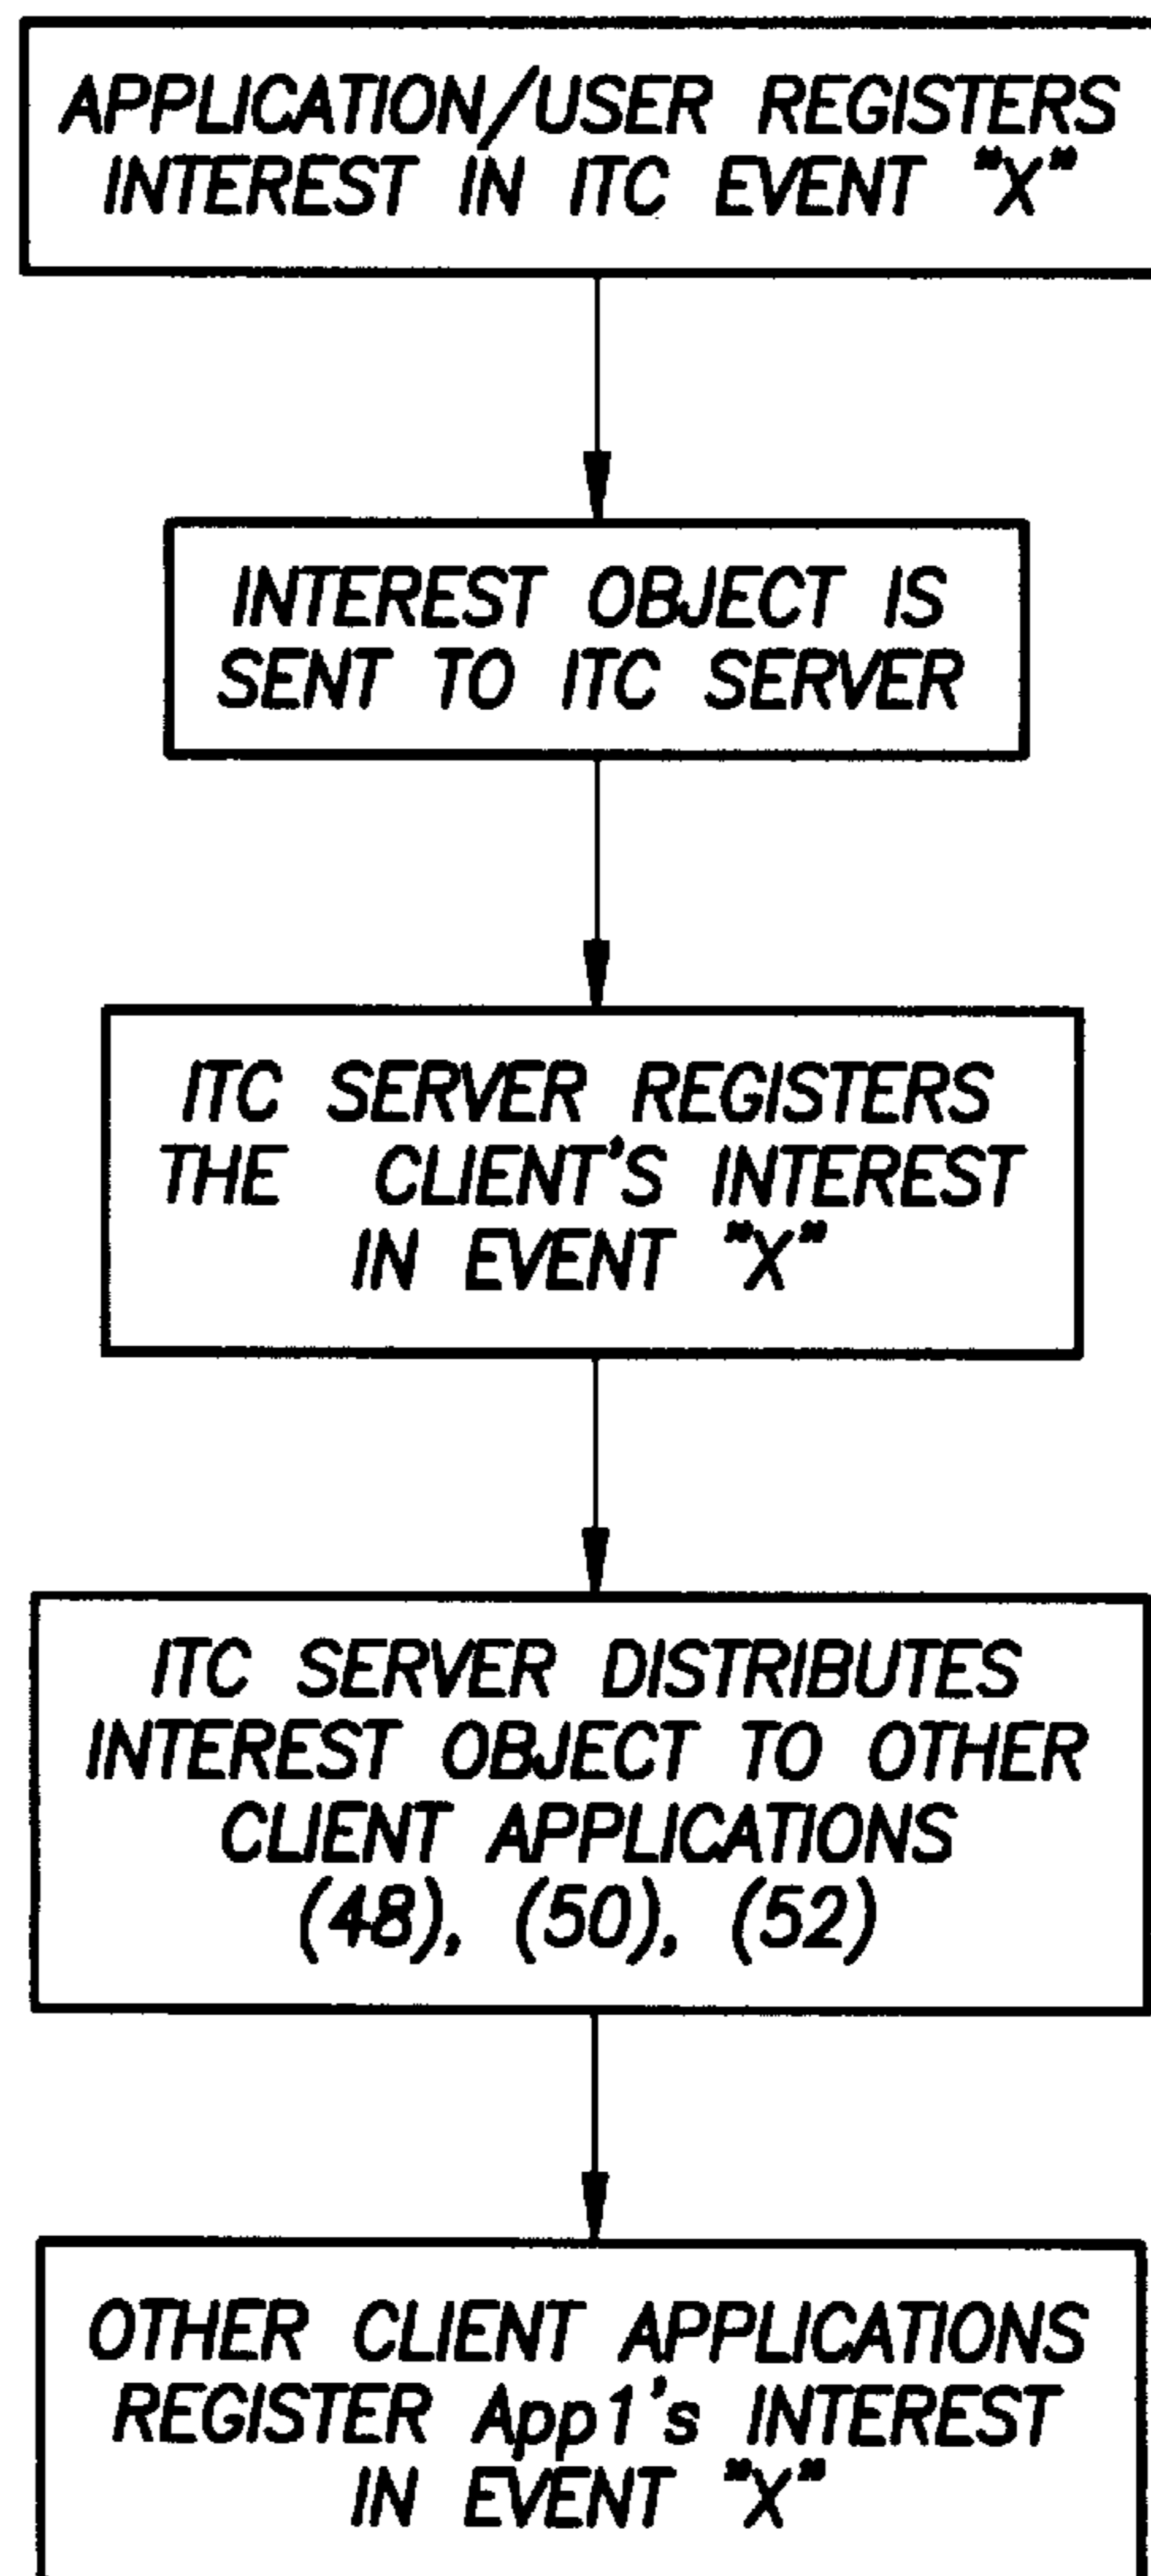 APPLICATION/USER REGISTERS
INTEREST IN ITC EVENT "X"
INTEREST OBJECT IS
SENT TO ITC SERVER
ITC SERVER REGISTERS
THE CLIENT'S INTEREST
IN EVENT "X"
ITC SERVER DISTRIBUTES
INTEREST OBJECT TO OTHER
CLIENT APPLICATIONS
(48), (50), (52)
OTHER CLIENT APPLICATIONS
REGISTER App1's INTEREST
IN EVENT "X"